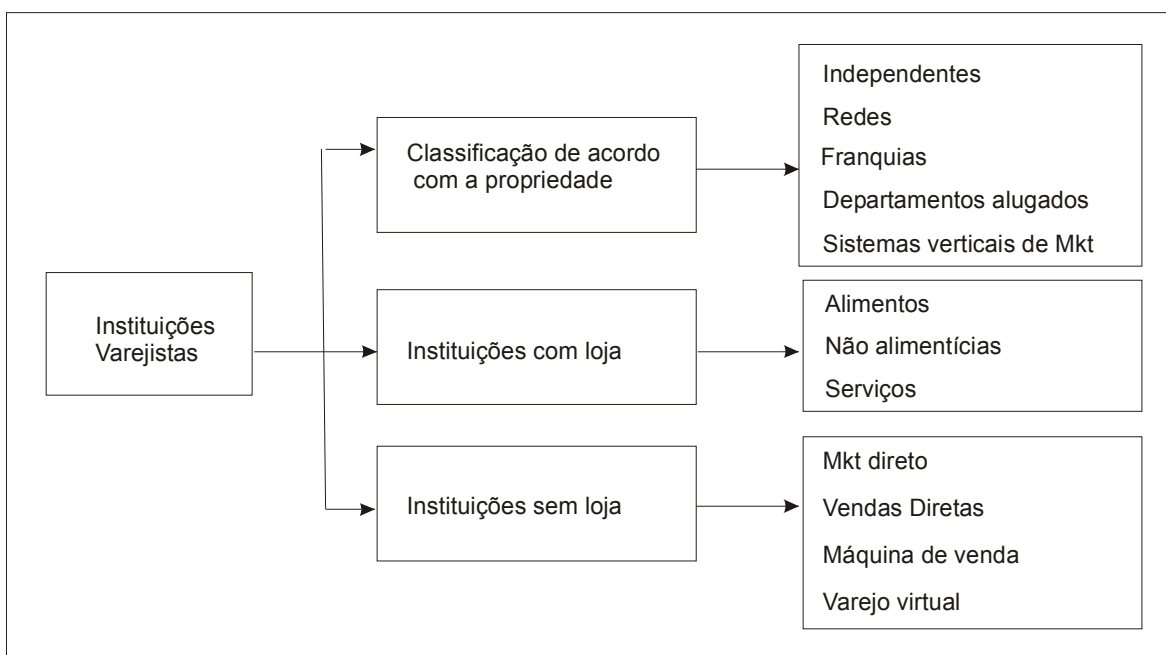 Instituições
Varejistas
Classificação de acordo
com a propriedade
Independentes
Redes
Franquias
Departamentos alugados
Sistemas verticais de Mkt
Instituições com loja
Alimentos
Não alimentícias
Serviços
Instituições sem loja
Mkt direto
Vendas Diretas
Máquina de venda
Varejo virtual